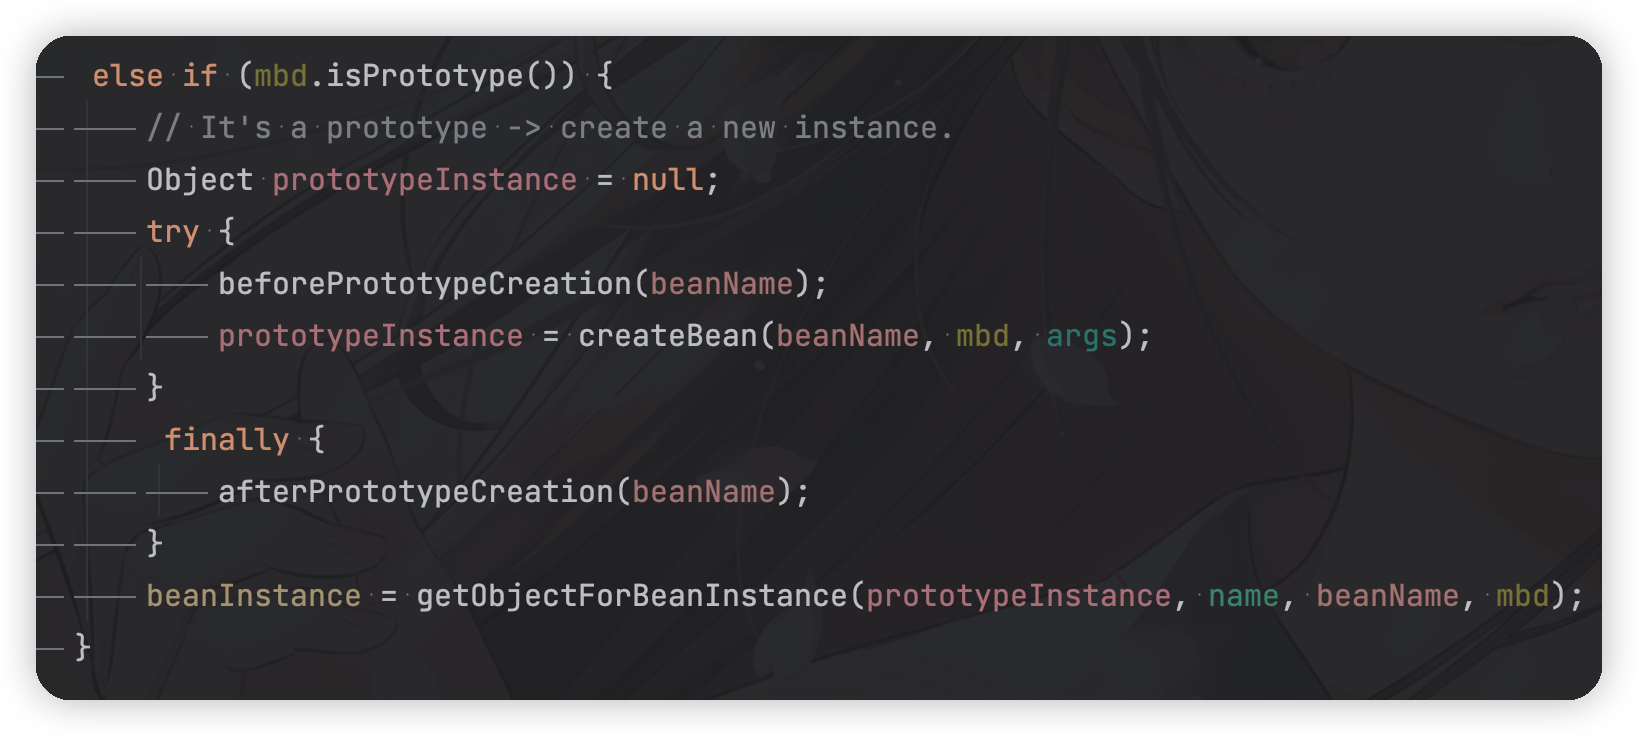 else if (mbd.isPrototype()) {
// It's a prototype -> create a new instance.
Object prototypeInstance = null;
try {
beforePrototypeCreation(beanName);
prototypeInstance = createBean(beanName, mbd, args);
}
finally {
afterPrototypeCreation(beanName);
}
beanInstance = getObjectForBeanInstance(prototypeInstance, name, beanName, mbd);
}